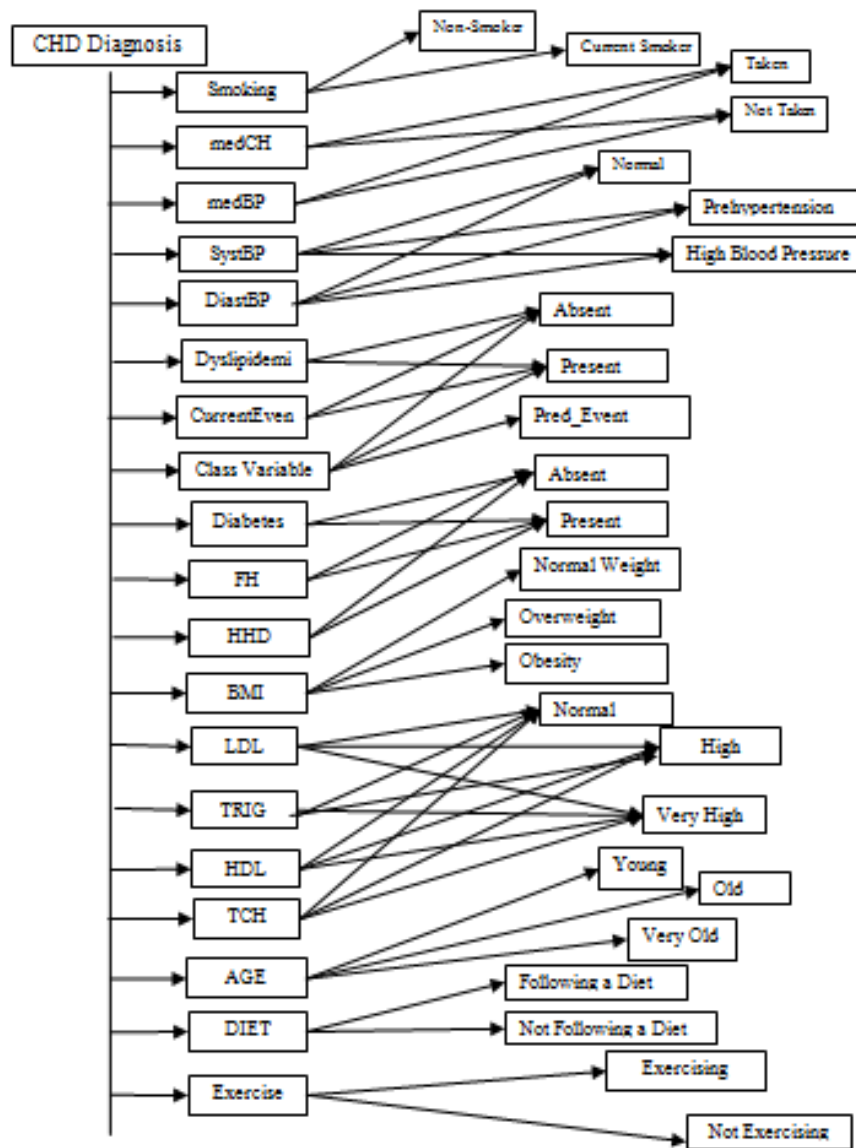 CHD Diagnosis
Non-Smoker
Current Smoker
Smoking
Taken
Not Taken
medCH
medBP
Normal
Prehypertension
SystBP
High Blood Pressure
DiastBP
Absent
Dyslipidemi
Present
CurrentEven
Pred_Event
Class Variable
Absent
Diabetes
Present
FH
Normal Weight
Overweight
HHD
Obesity
BMI
Normal
LDL
High
TRIG
Very High
HDL
Young
Old
TCH
Very Old
AGE
Following a Diet
DIET
Not Following a Diet
Exercising
Exercise
Not Exercising